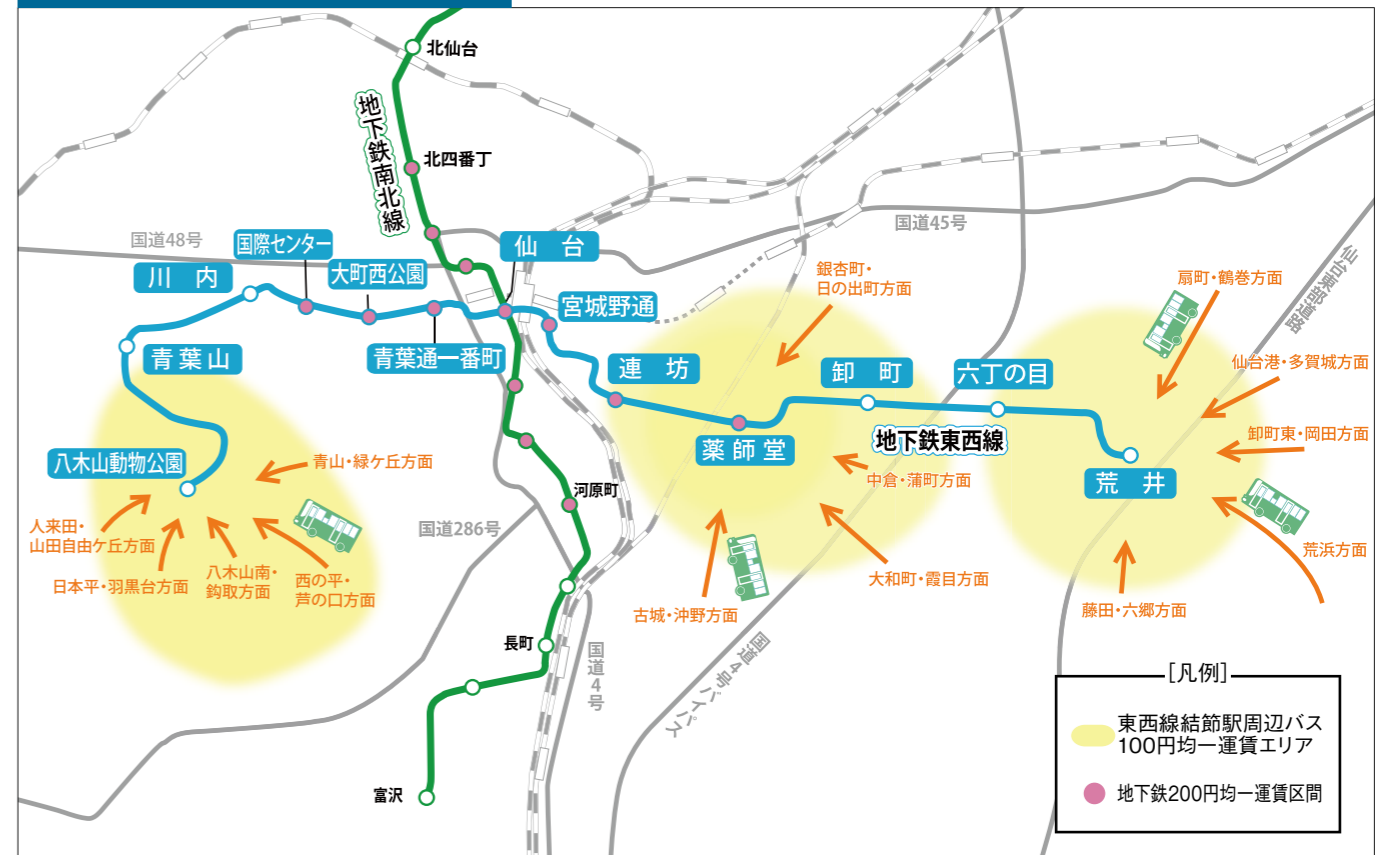 北仙台
地下鉄南北線
北四番丁
国道48号
国際センター
仙台
国道45号
川内
大町西公園
銀杏町・
日の出町方面
扇町・鶴巻方面
仙台東部道路
宮城野通
青葉山
青葉通一番町
連坊
卸町
六丁の目
仙台港・多賀城方面
地下鉄東西線
卸町東・岡田方面
薬師堂
八木山動物公園
青山・緑ケ丘方面
中倉・蒲町方面
荒井
河原町
国道286号
人来田・
山田自由ケ丘方面
荒浜方面
日本平・羽黒台方面
八木山南・
鈎取方面
西の平・
芦の口方面
大和町・霞目方面
古城・沖野方面
藤田・六郷方面
長町
国道4号
国道4号バイパス
富沢
[凡例]
東西線結節駅周辺バス
100円均一運賃エリア
地下鉄200円均一運賃区間